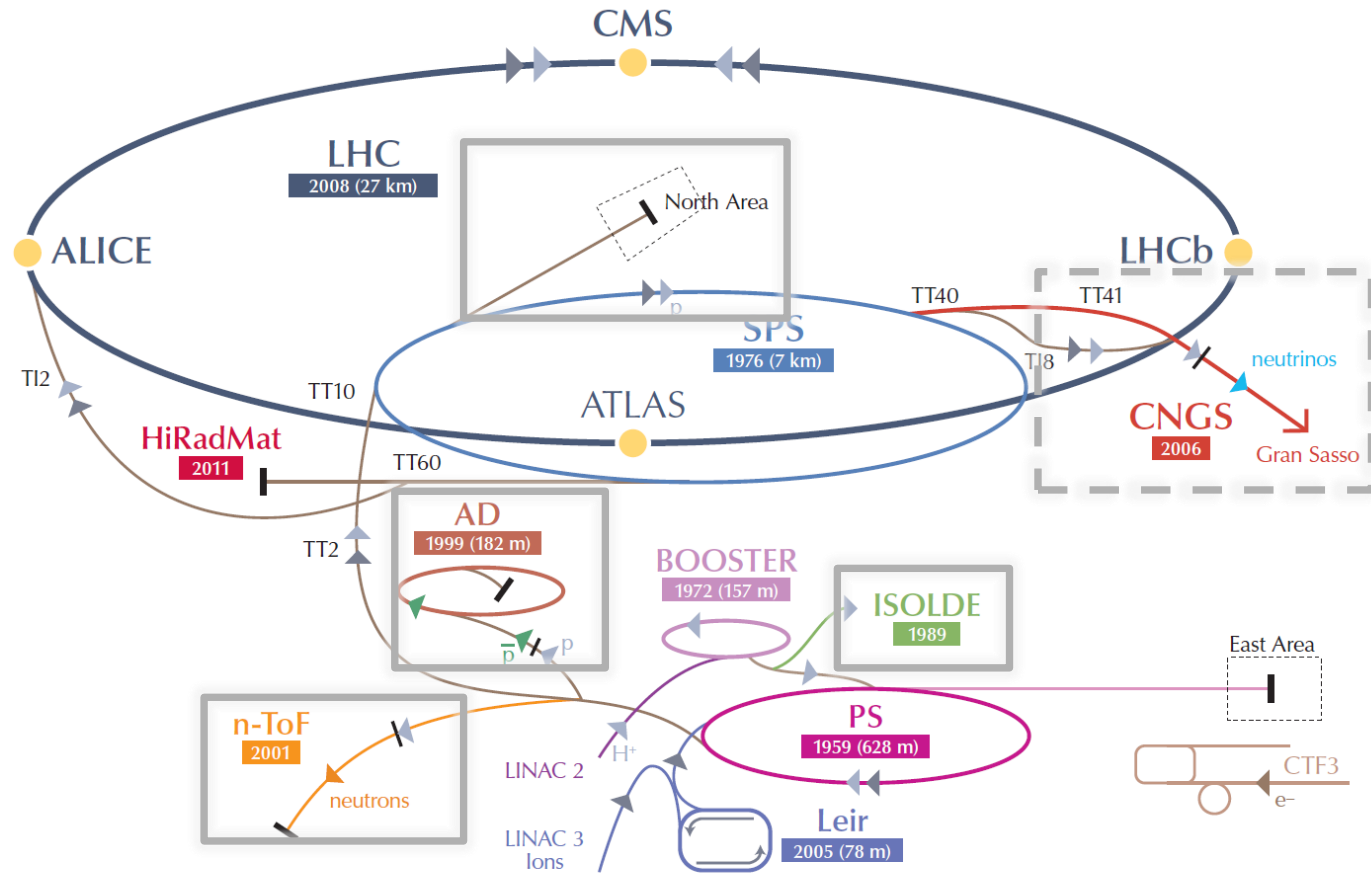 CMS
LHC
2008 (27 km)
North Area
ALICE
LHCb
p
TT40
TT41
SPS
1976 (7 km)
TI8
neutrinos
TI2
TT10
ATLAS
CNGS
2006
Gran Sasso
HiRadMat
2011
TT60
AD
1999 (182 m)
TT2
BOOSTER
1972 (157 m)
ISOLDE
1989
p
p
East Area
n-ToF
2001
PS
1959 (628 m)
H+
LINAC 2
CTF3
neutrons
e–
LINAC 3
Ions
Leir
2005 (78 m)